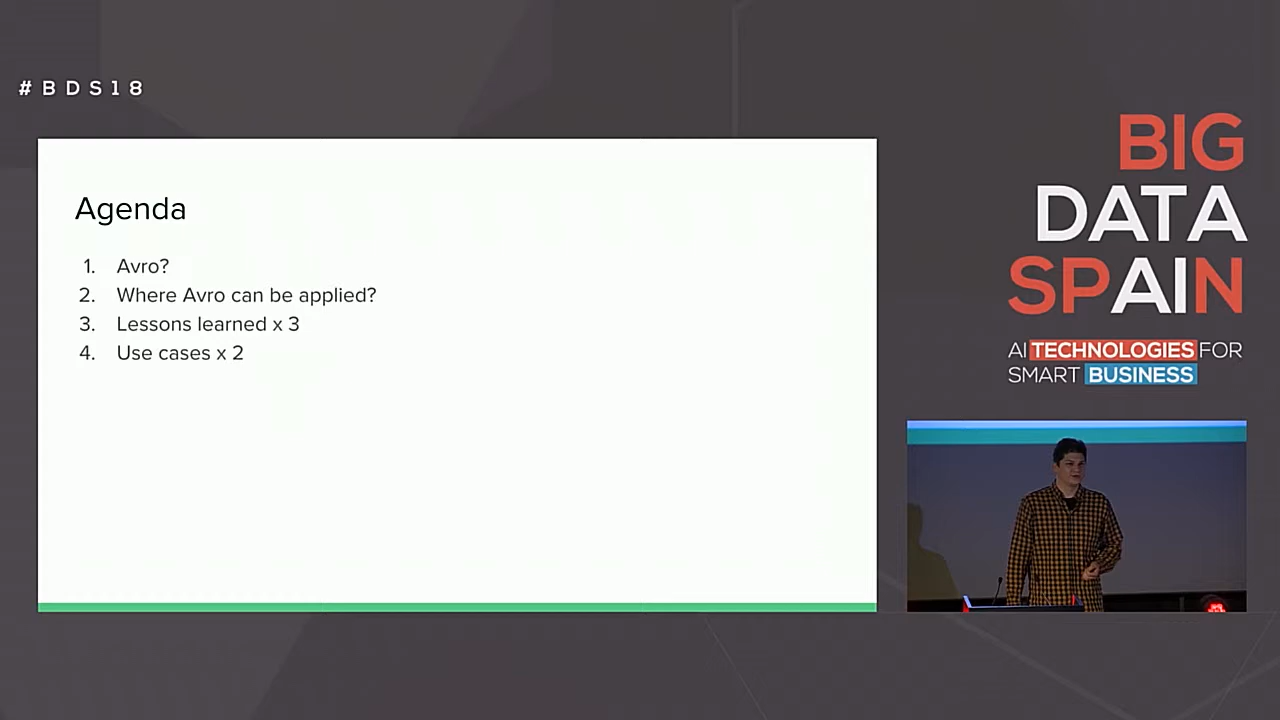 #BDS18
Agenda
1. Avro?
2. Where Avro can be applied?
3. Lessons learned x 3
4. Use cases x 2
BIG
DATA
SPAIN
AI TECHNOLOGIES FOR
SMART BUSINESS